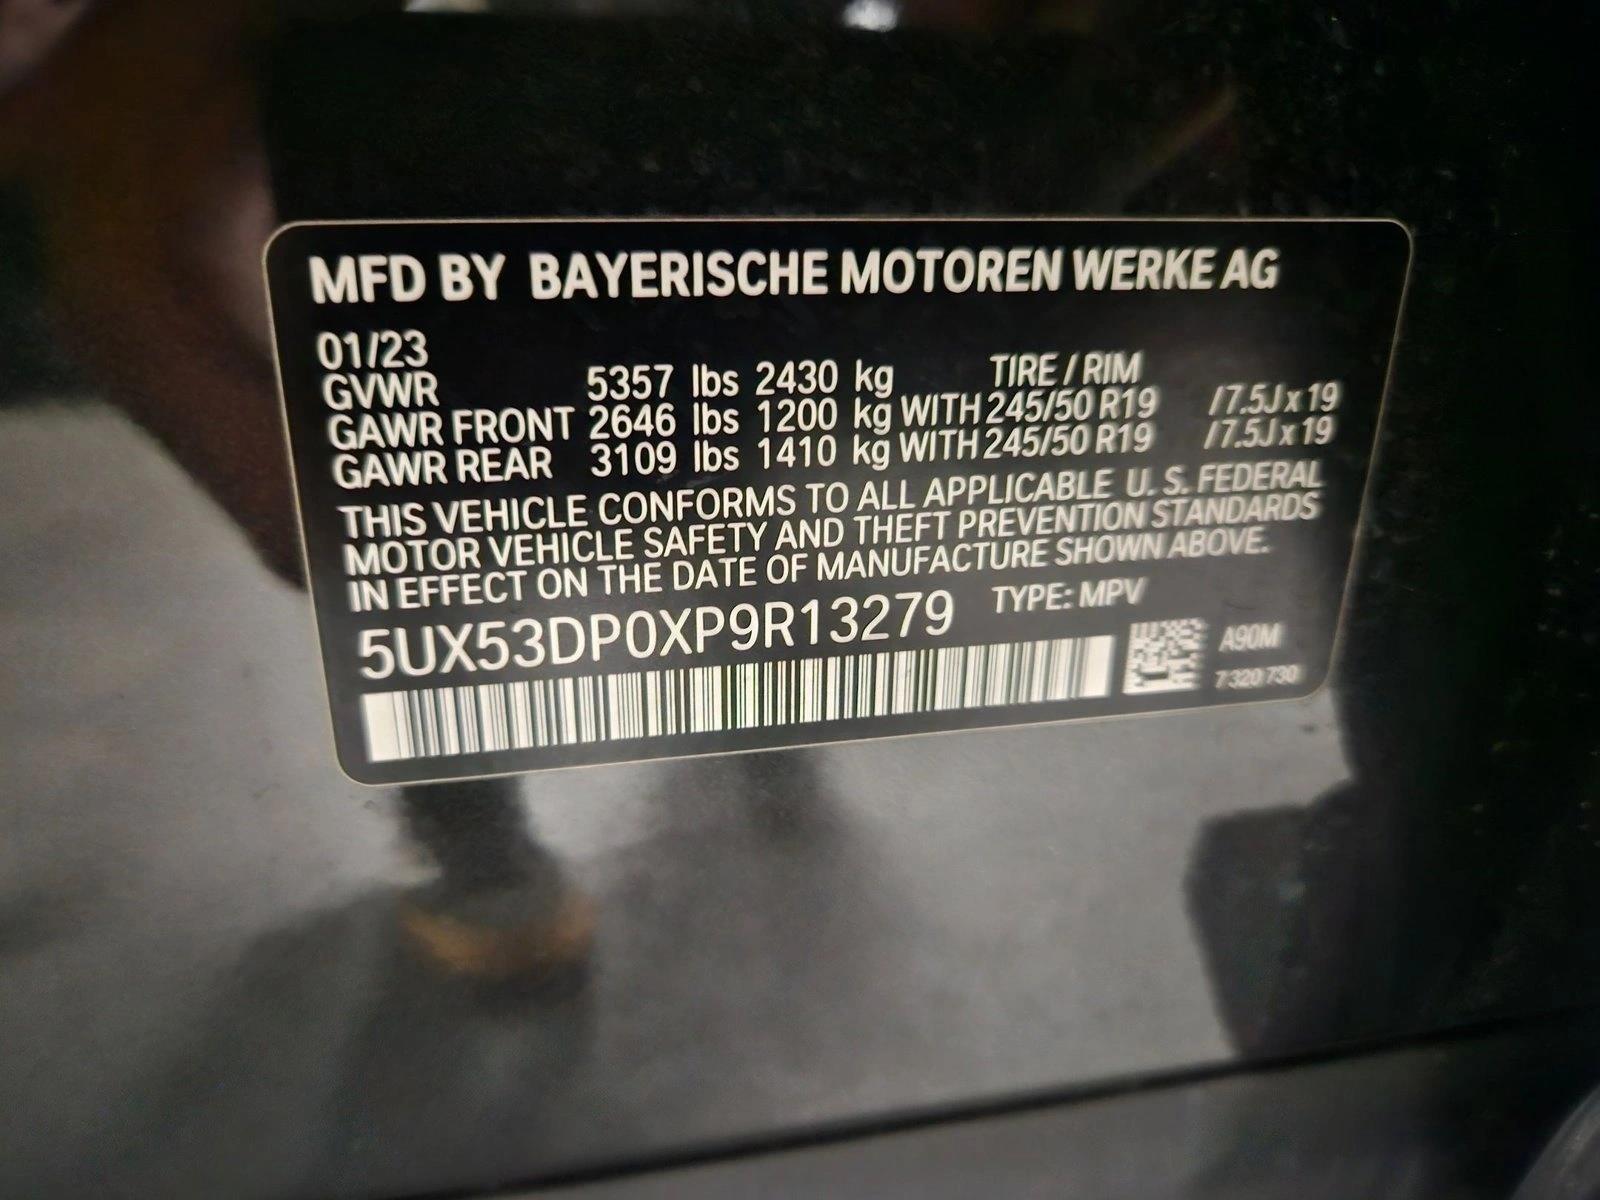 MFD BY BAYERISCHE MOTOREN WERKE AG
01/23
GVWR 5357 lbs 2430 kg TIRE / RIM
GAWR FRONT 2646 lbs 1200 kg WITH 245/50 R19 /7.5J x 19
GAWR REAR 3109 lbs 1410 kg WITH 245/50 R19 /7.5J x 19
THIS VEHICLE CONFORMS TO ALL APPLICABLE U.S. FEDERAL
MOTOR VEHICLE SAFETY AND THEFT PREVENTION STANDARDS
IN EFFECT ON THE DATE OF MANUFACTURE SHOWN ABOVE.
5UX53DP0XP9R13279 TYPE: MPV
A90M
7 320 730